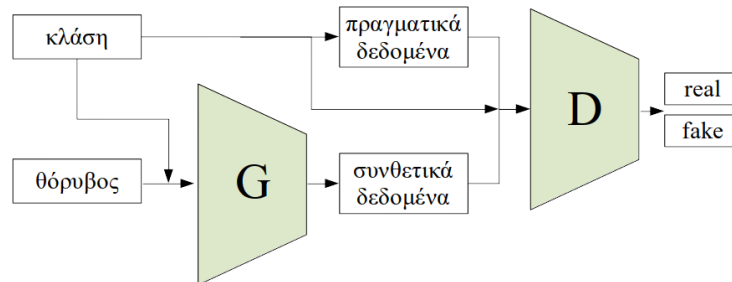 κλάση
πραγματικά
δεδομένα
θόρυβος
G
συνθετικά
δεδομένα
D
real
fake